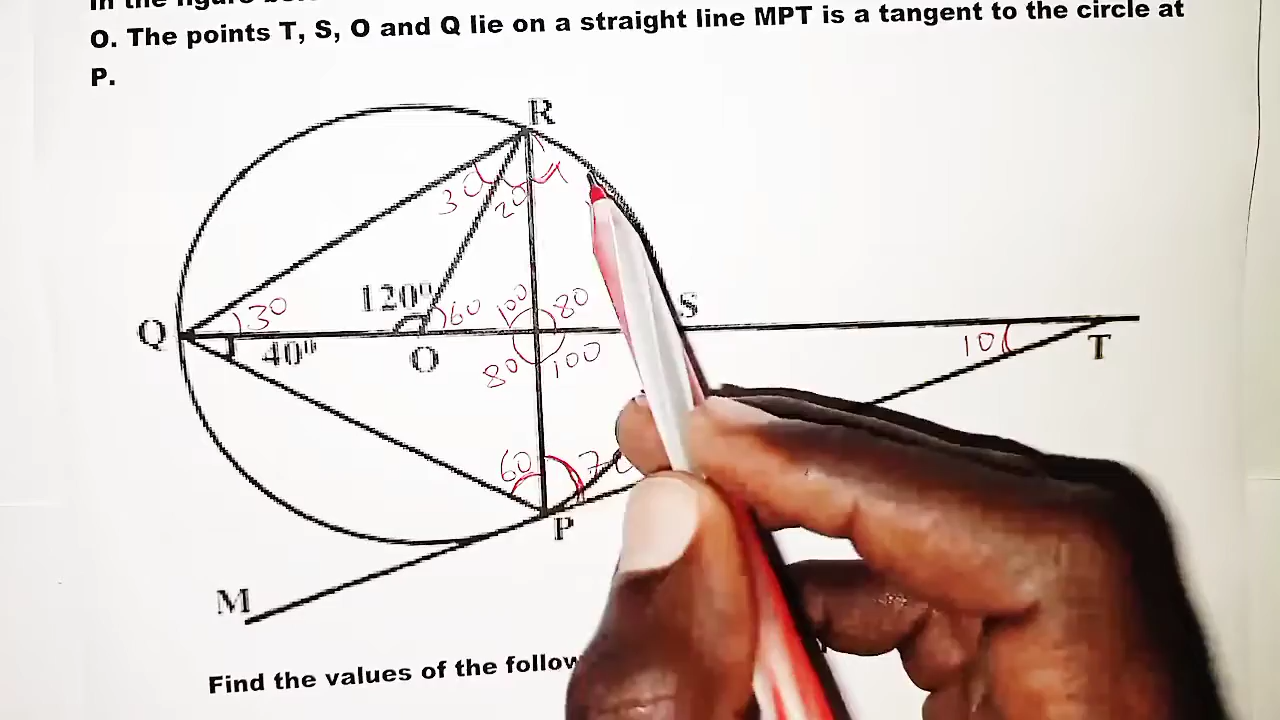 O. The points T, S, O and Q lie on a straight line MPT is a tangent to the circle at
P.
R
30
20
S
30
120°
60
100
80
Q
40°
O
80
100
10
T
60
7
P
M
Find the values of the follow